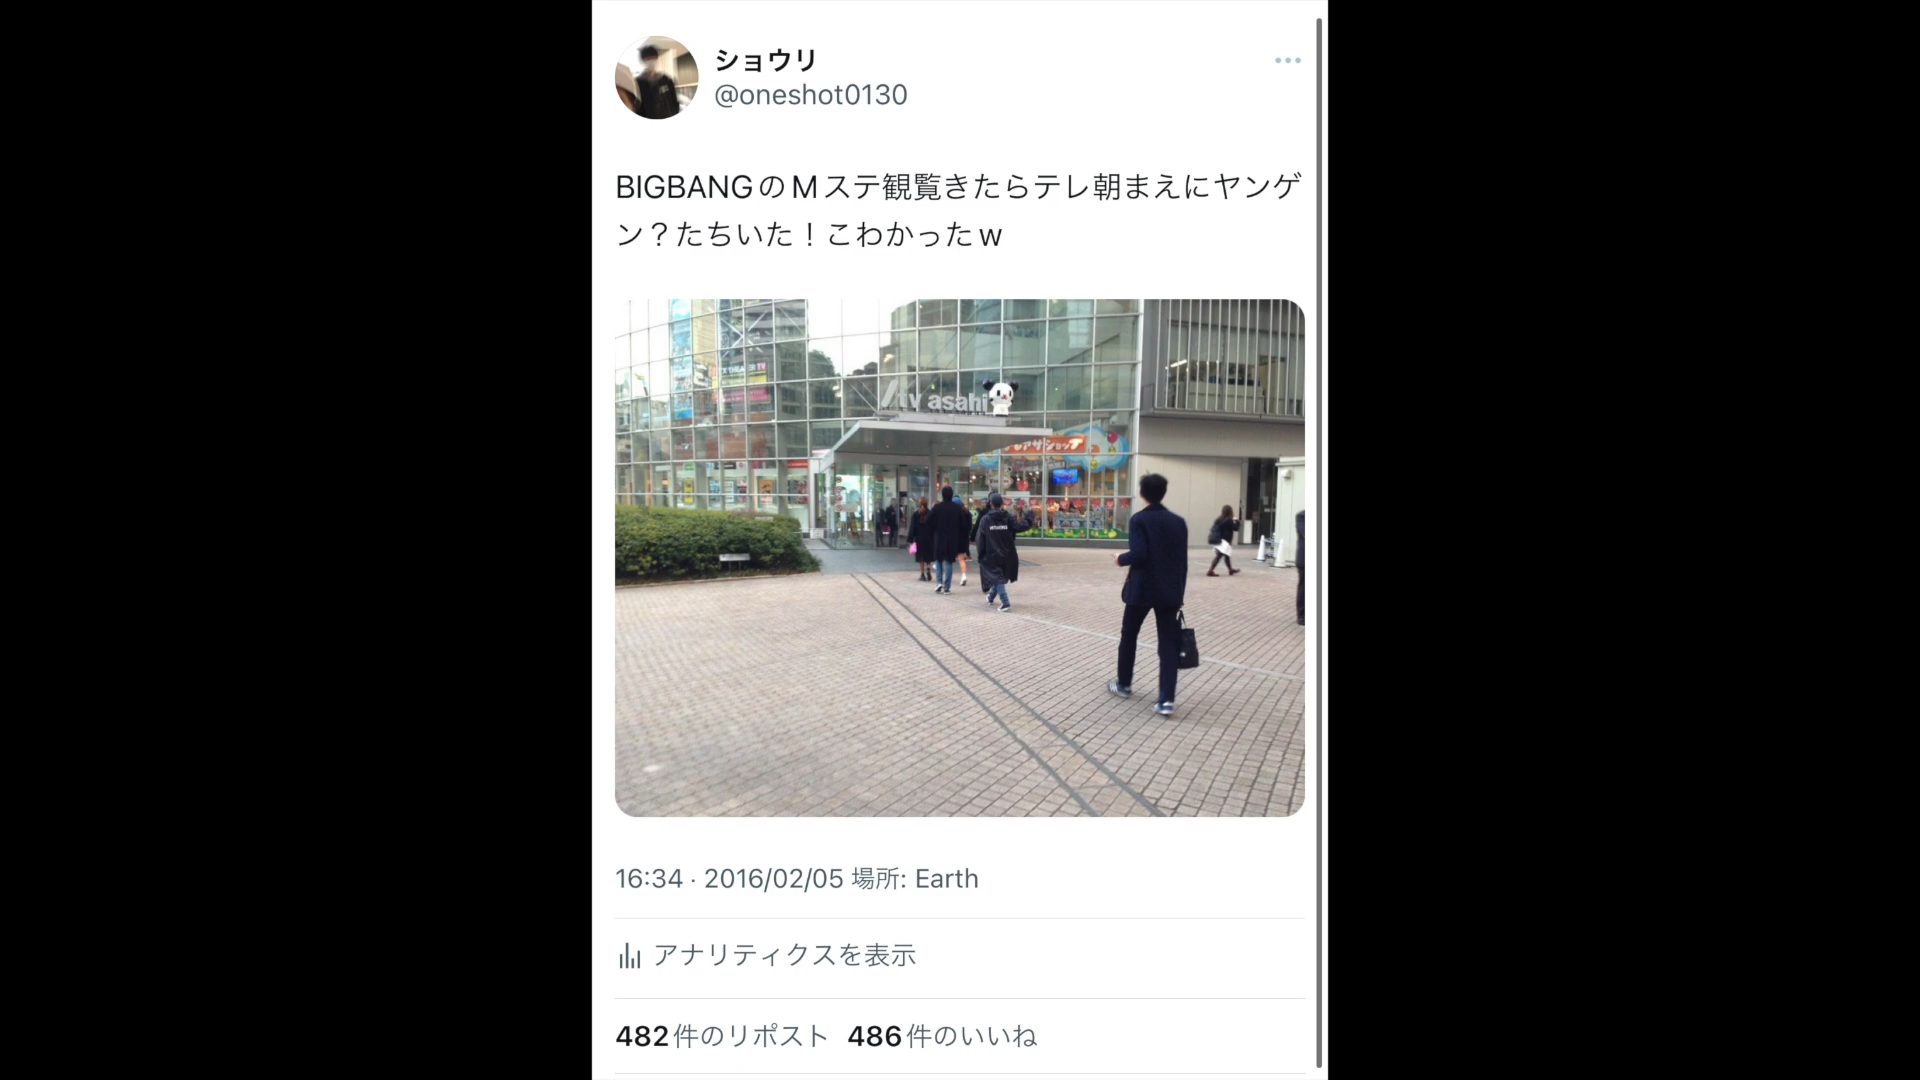 ショウリ
@oneshot0130
BIGBANGのMステ観覧きたらテレ朝まえにヤンゲ
ン？たちいた！こわかったw
tv asahi
16:34 · 2016/02/05 場所: Earth
アナリティクスを表示
482件のリポスト 486件のいいね